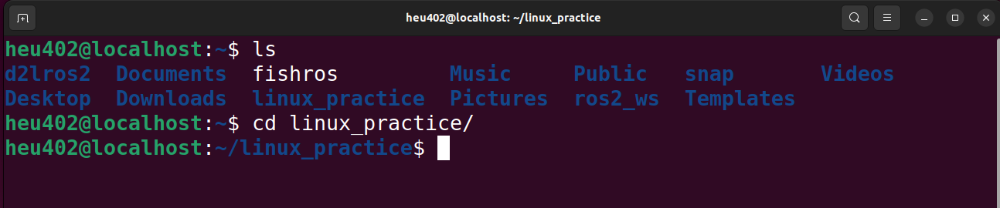 heu402@localhost: ~/linux_practice
heu402@localhost:~$ ls
d2lros2  Documents  fishros         Music     Public   snap       Videos
Desktop  Downloads  linux_practice  Pictures  ros2_ws  Templates
heu402@localhost:~$ cd linux_practice/
heu402@localhost:~/linux_practice$